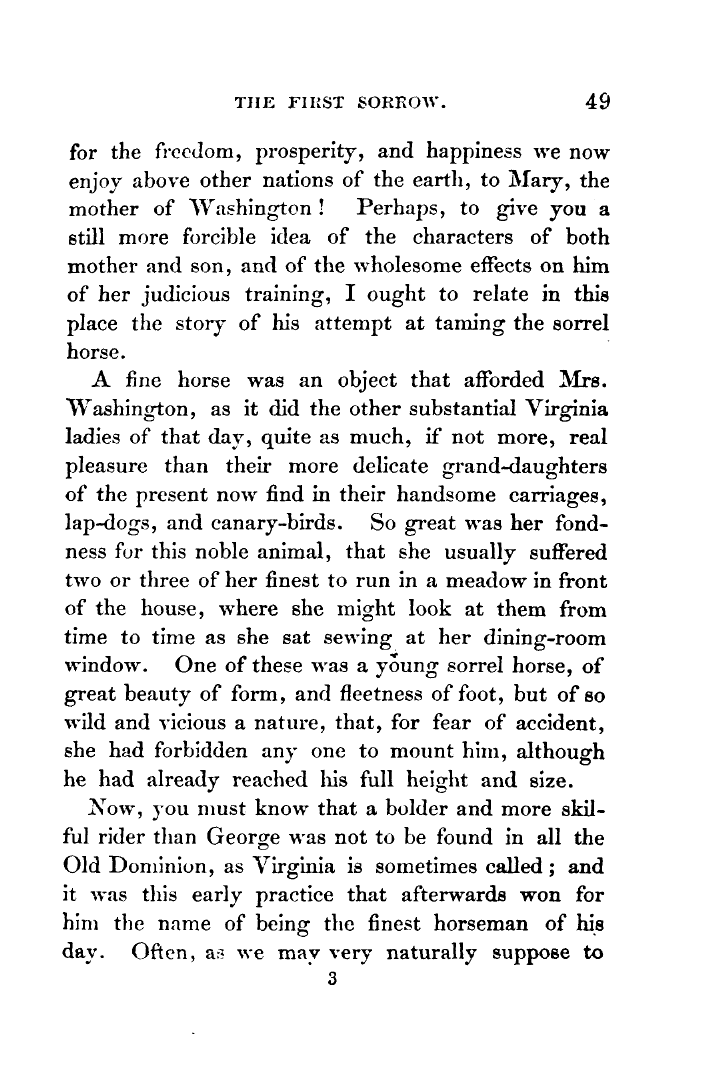 THE FIRST SORROW. 49
for the freedom, prosperity, and happiness we now
enjoy above other nations of the earth, to Mary, the
mother of Washington ! Perhaps, to give you a
still more forcible idea of the characters of both
mother and son, and of the wholesome effects on him
of her judicious training, I ought to relate in this
place the story of his attempt at taming the sorrel
horse.
A fine horse was an object that afforded Mrs.
Washington, as it did the other substantial Virginia
ladies of that day, quite as much, if not more, real
pleasure than their more delicate grand-daughters
of the present now find in their handsome carriages,
lap-dogs, and canary-birds. So great was her fond-
ness for this noble animal, that she usually suffered
two or three of her finest to run in a meadow in front
of the house, where she might look at them from
time to time as she sat sewing at her dining-room
window. One of these was a young sorrel horse, of
great beauty of form, and fleetness of foot, but of so
wild and vicious a nature, that, for fear of accident,
she had forbidden any one to mount him, although
he had already reached his full height and size.
Now, you must know that a bolder and more skil-
ful rider than George was not to be found in all the
Old Dominion, as Virginia is sometimes called ; and
it was this early practice that afterwards won for
him the name of being the finest horseman of his
day. Often, as we may very naturally suppose to
3